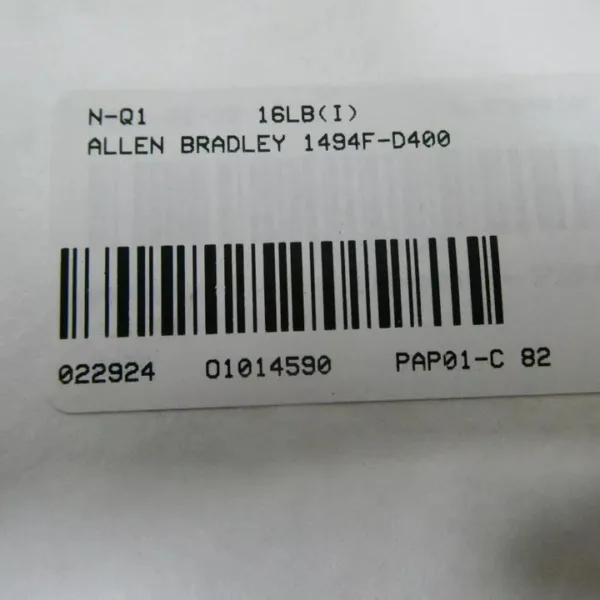 N-Q1 16LB(I)
ALLEN BRADLEY 1494F-D400
022924 01014590 PAP01-C 82